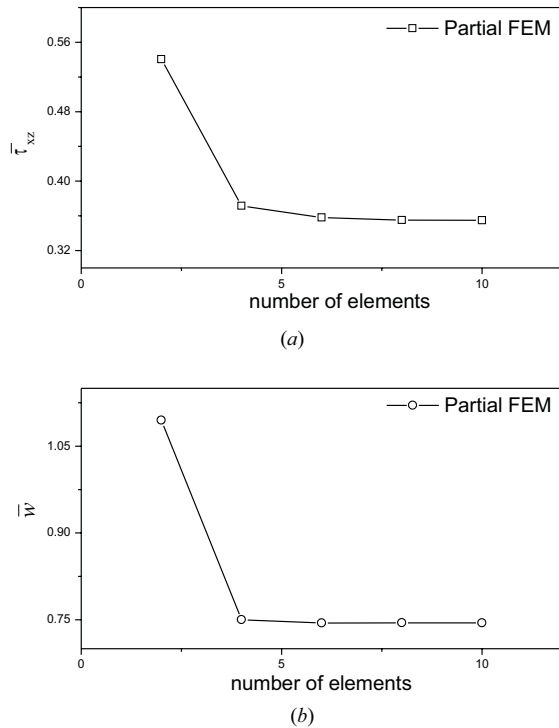 0.56
Partial FEM
0.48
τ̄xz
0.40
0.32
0
5
10
number of elements
(a)
Partial FEM
1.05
w̄
0.90
0.75
0
5
10
number of elements
(b)